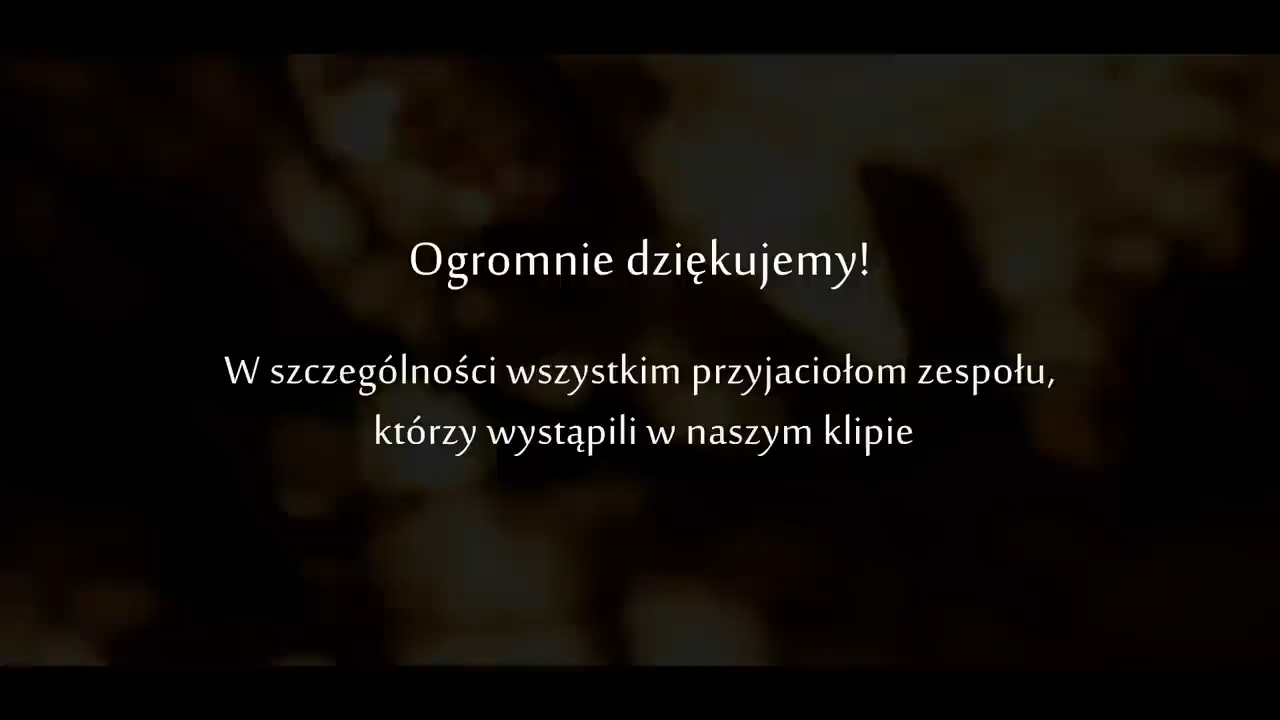 Ogromnie dziękujemy!
W szczególności wszystkim przyjaciołom zespołu,
którzy wystąpili w naszym klipie